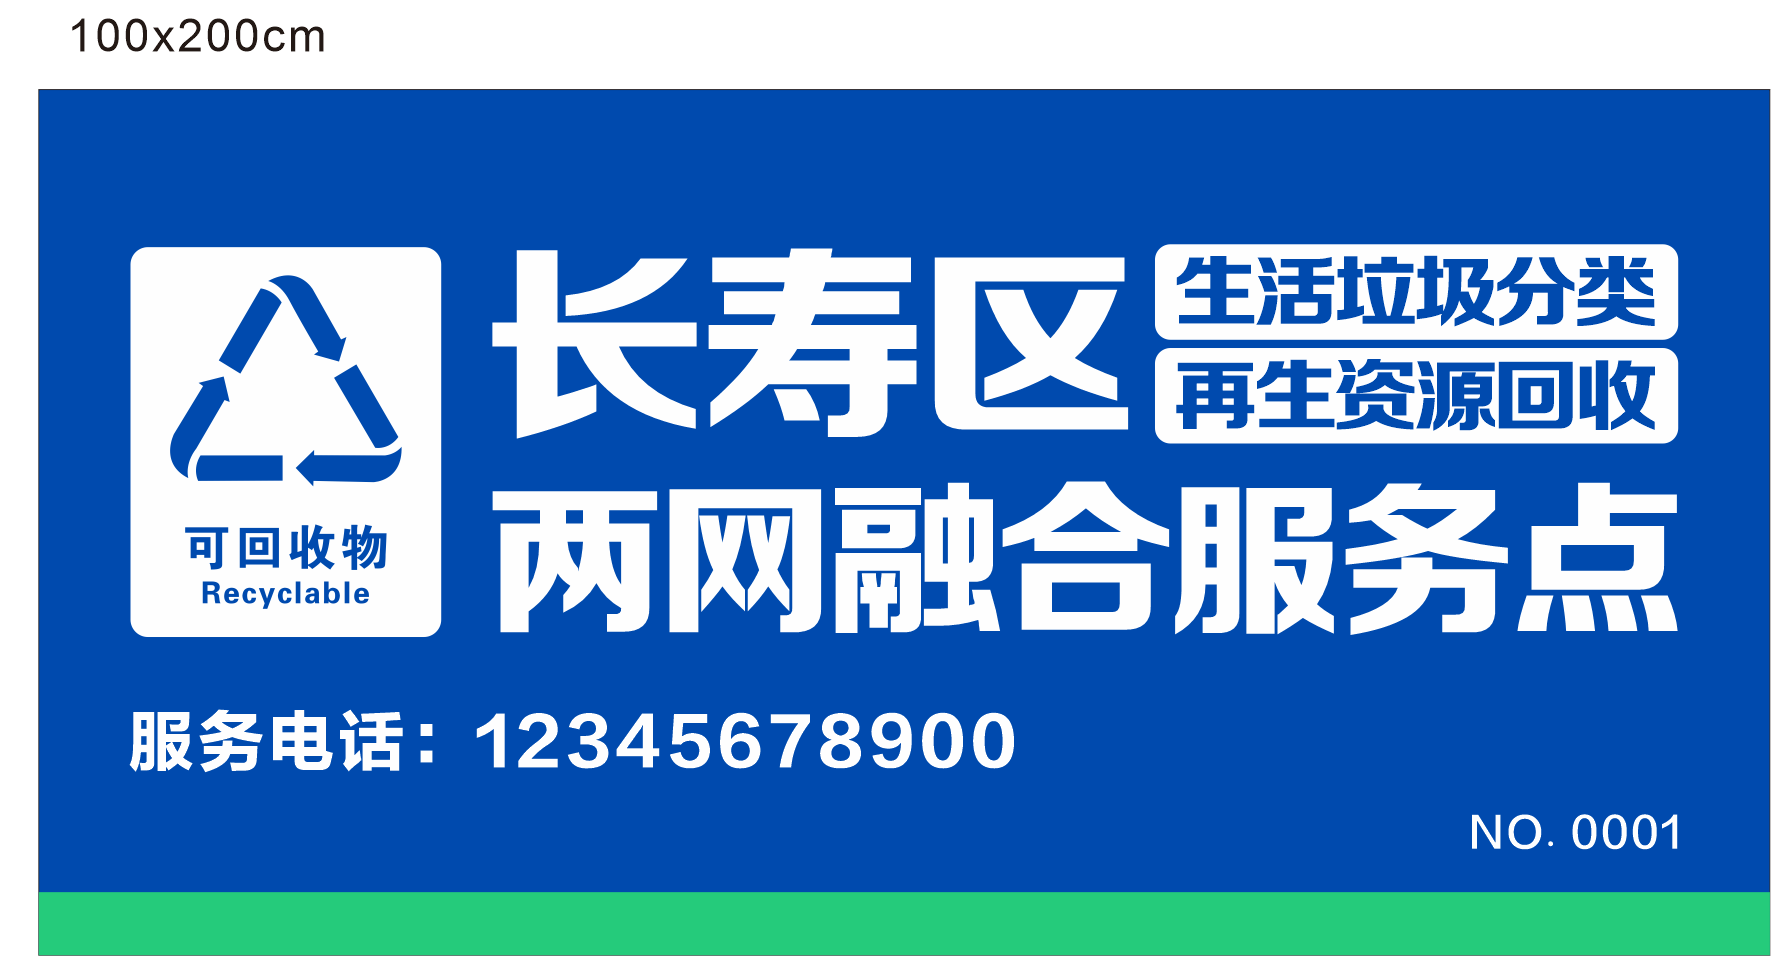 100x200cm
长寿区
生活垃圾分类
再生资源回收
两网融合服务点
可回收物
Recyclable
服务电话：12345678900
NO. 0001